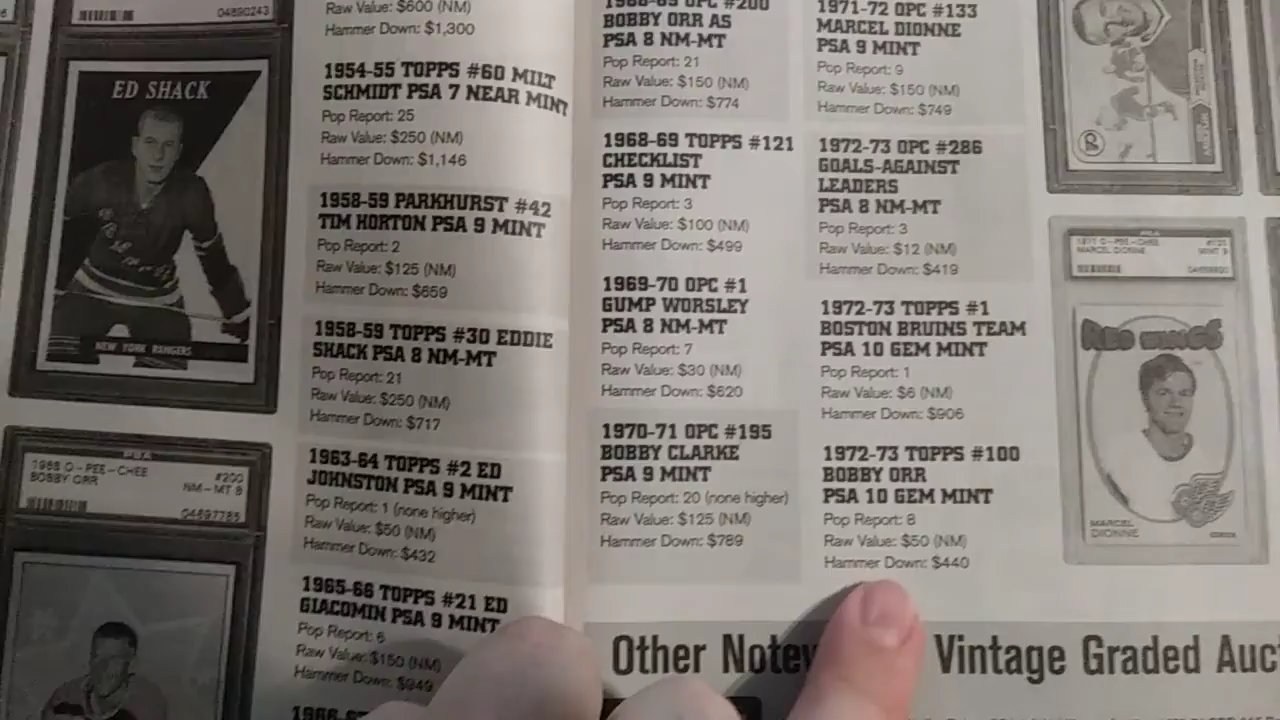 04890243
ED SHACK
NEW YORK RANGERS
1968 O-PEE-CHEE #200
BOBBY ORR NM-MT 8
04697785
Raw Value: $600 (NM)
Hammer Down: $1,300
1954-55 TOPPS #60 MILT
SCHMIDT PSA 7 NEAR MINT
Pop Report: 25
Raw Value: $250 (NM)
Hammer Down: $1,146
1958-59 PARKHURST #42
TIM HORTON PSA 9 MINT
Pop Report: 2
Raw Value: $125 (NM)
Hammer Down: $659
1958-59 TOPPS #30 EDDIE
SHACK PSA 8 NM-MT
Pop Report: 21
Raw Value: $250 (NM)
Hammer Down: $717
1963-64 TOPPS #2 ED
JOHNSTON PSA 9 MINT
Pop Report: 1 (none higher)
Raw Value: $50 (NM)
Hammer Down: $432
1965-66 TOPPS #21 ED
GIACOMIN PSA 9 MINT
Pop Report: 6
Raw Value: $150 (NM)
Hammer Down: $949
1968-69 OPC #200
BOBBY ORR AS
PSA 8 NM-MT
Pop Report: 21
Raw Value: $150 (NM)
Hammer Down: $774
1968-69 TOPPS #121
CHECKLIST
PSA 9 MINT
Pop Report: 3
Raw Value: $100 (NM)
Hammer Down: $499
1969-70 OPC #1
GUMP WORSLEY
PSA 8 NM-MT
Pop Report: 7
Raw Value: $30 (NM)
Hammer Down: $620
1970-71 OPC #195
BOBBY CLARKE
PSA 9 MINT
Pop Report: 20 (none higher)
Raw Value: $125 (NM)
Hammer Down: $789
1971-72 OPC #133
MARCEL DIONNE
PSA 9 MINT
Pop Report: 9
Raw Value: $150 (NM)
Hammer Down: $749
1972-73 OPC #286
GOALS-AGAINST
LEADERS
PSA 8 NM-MT
Pop Report: 3
Raw Value: $12 (NM)
Hammer Down: $419
1972-73 TOPPS #1
BOSTON BRUINS TEAM
PSA 10 GEM MINT
Pop Report: 1
Raw Value: $6 (NM)
Hammer Down: $906
1972-73 TOPPS #100
BOBBY ORR
PSA 10 GEM MINT
Pop Report: 8
Raw Value: $50 (NM)
Hammer Down: $440
Other Vintage Graded
1971 O-PEE-CHEE
MARCEL DIONNE MINT 9
RED WINGS
MARCEL
DIONNE